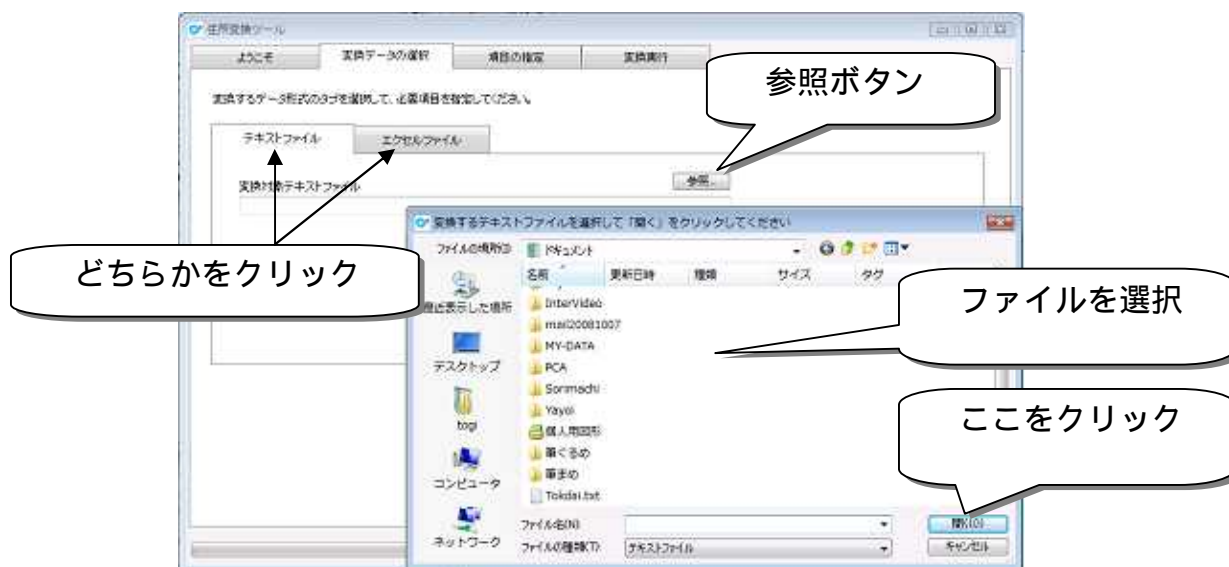 住所変換ツール
ようこそ
変換データの選択
項目の指定
変換実行
参照ボタン
変換するデータ形式のタブを選択して、必要項目を指定してください。
テキストファイル
エクセルファイル
変換対象テキストファイル
参照...
変換するテキストファイルを選択して「開く」をクリックしてください
どちらかをクリック
ファイルの場所(I)
ドキュメント
名前
更新日時
種類
サイズ
タグ
ファイルを選択
最近表示した場所
InterVideo
mail20081007
MY-DATA
デスクトップ
PCA
Sorimachi
Yayoi
ここをクリック
togi
個人用図形
筆ぐるめ
筆まめ
コンピュータ
Tokdai.txt
ファイル名(N)
開く(O)
ネットワーク
ファイルの種類(T)
テキストファイル
キャンセル